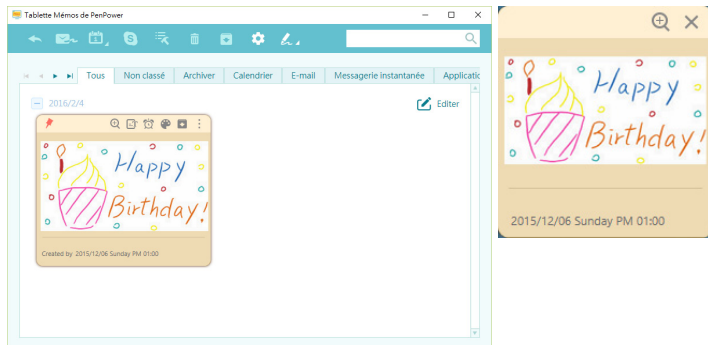 Tablette Mémos de PenPower
Tous Non classé Archiver Calendrier E-mail Messagerie instantanée Applicatic
2016/2/4 Editer
Happy
Birthday!
Created by 2015/12/06 Sunday PM 01:00
Happy
Birthday!
2015/12/06 Sunday PM 01:00